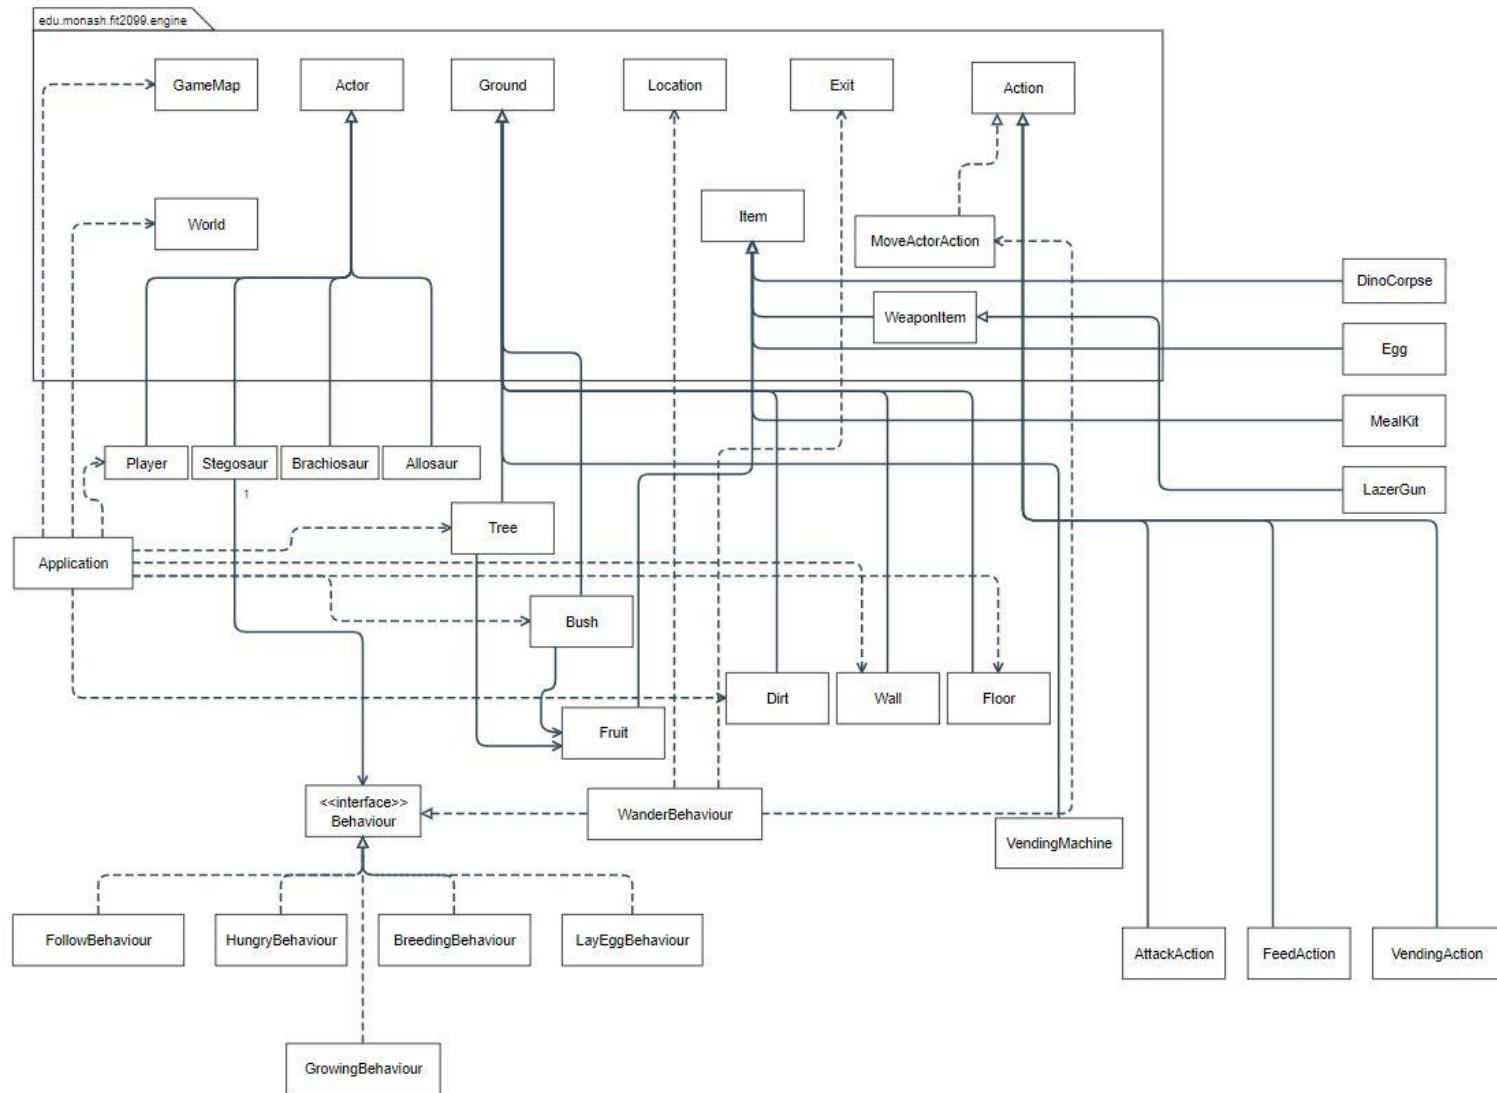 edu.monash.fit2099.engine
GameMap
Actor
Ground
Location
Exit
Action
World
Item
MoveActorAction
DinoCorpse
WeaponItem
Egg
MealKit
Player
Stegosaur
Brachiosaur
Allosaur
LazerGun
1
Tree
Application
Bush
Dirt
Wall
Floor
Fruit
<<interface>>
Behaviour
WanderBehaviour
VendingMachine
FollowBehaviour
HungryBehaviour
BreedingBehaviour
LayEggBehaviour
AttackAction
FeedAction
VendingAction
GrowingBehaviour